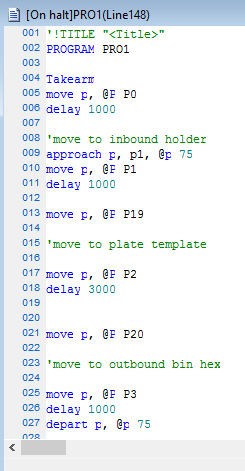 [On halt]PRO1(Line148)
001 '!TITLE "<Title>"
002 PROGRAM PRO1
003
004 Takearm
005 move p, @P P0
006 delay 1000
007
008 'move to inbound holder
009 approach p, p1, @p 75
010 move p, @P P1
011 delay 1000
012
013 move p, @P P19
014
015 'move to plate template
016
017 move p, @P P2
018 delay 3000
019
020
021 move p, @P P20
022
023 'move to outbound bin hex
024
025 move p, @P P3
026 delay 1000
027 depart p, @p 75
028